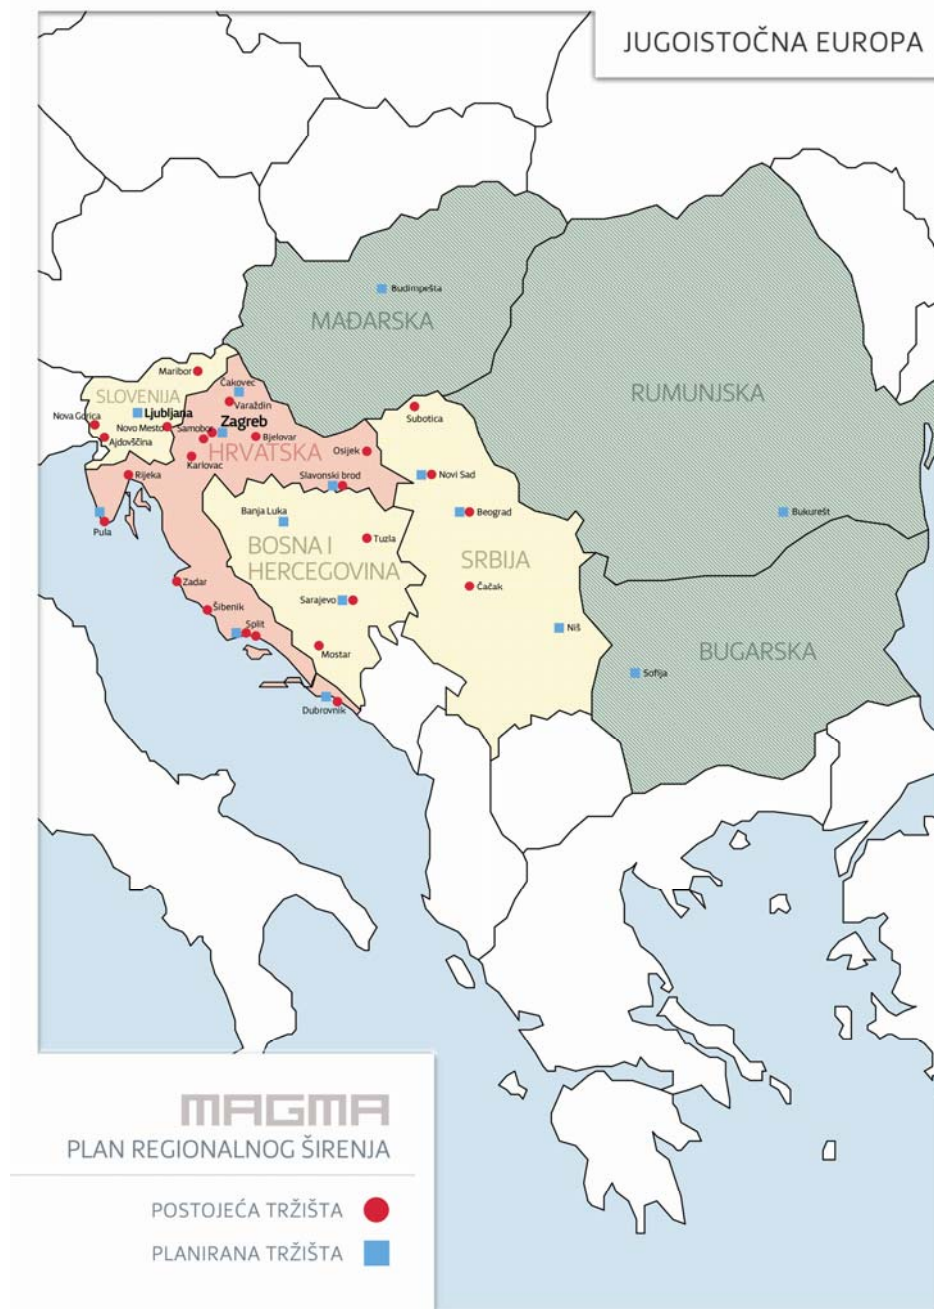 JUGOISTOČNA EUROPA
Budimpešta
MAĐARSKA
Maribor
SLOVENIJA
Čakovec
RUMUNJSKA
Ljubljana
Varaždin
Nova Gorica
Novo Mesto
Samobor
Zagreb
Subotica
Ajdovščina
Bjelovar
HRVATSKA
Osijek
Karlovac
Rijeka
Slavonski brod
Novi Sad
Banja Luka
Beograd
Bukurešt
Pula
Tuzla
BOSNA I
HERCEGOVINA
SRBIJA
Zadar
Čačak
Sarajevo
Šibenik
Split
Niš
Mostar
BUGARSKA
Sofija
Dubrovnik
MAGMA
PLAN REGIONALNOG ŠIRENJA
POSTOJEĆA TRŽIŠTA
PLANIRANA TRŽIŠTA